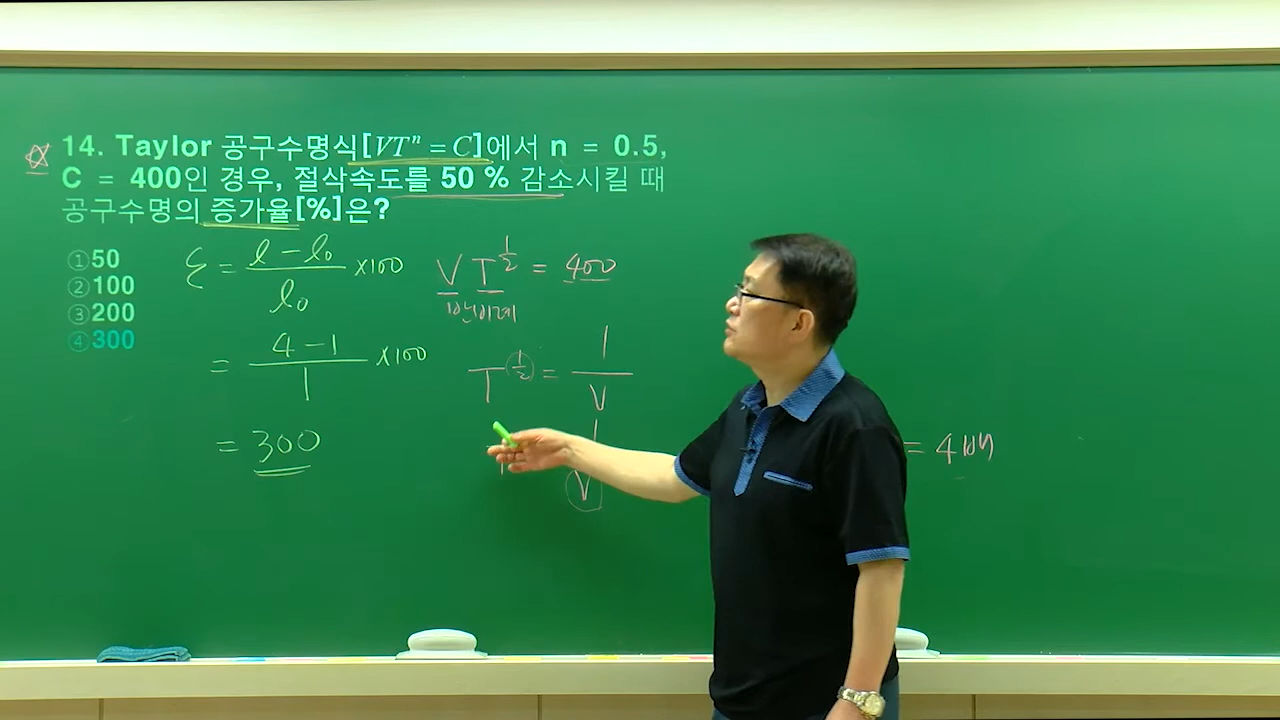 14. Taylor 공구수명식[VTⁿ = C]에서 n = 0.5,
C = 400인 경우, 절삭속도를 50 % 감소시킬 때
공구수명의 증가율[%]은?
①50
②100
③200
④300
ε = (l - l₀)/l₀ ×100
= (4 - 1)/1 ×100
= 300
V T^(1/2) = 400
반비례
T^(1/2) = 1/V
V
= 4배